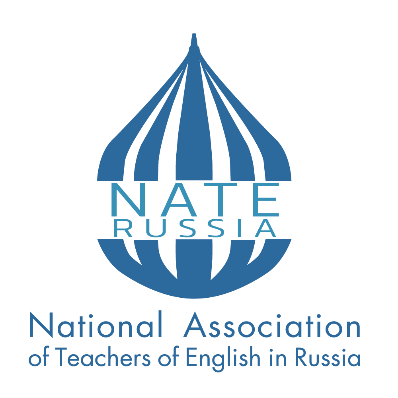 NATE
RUSSIA
National Association
of Teachers of English in Russia